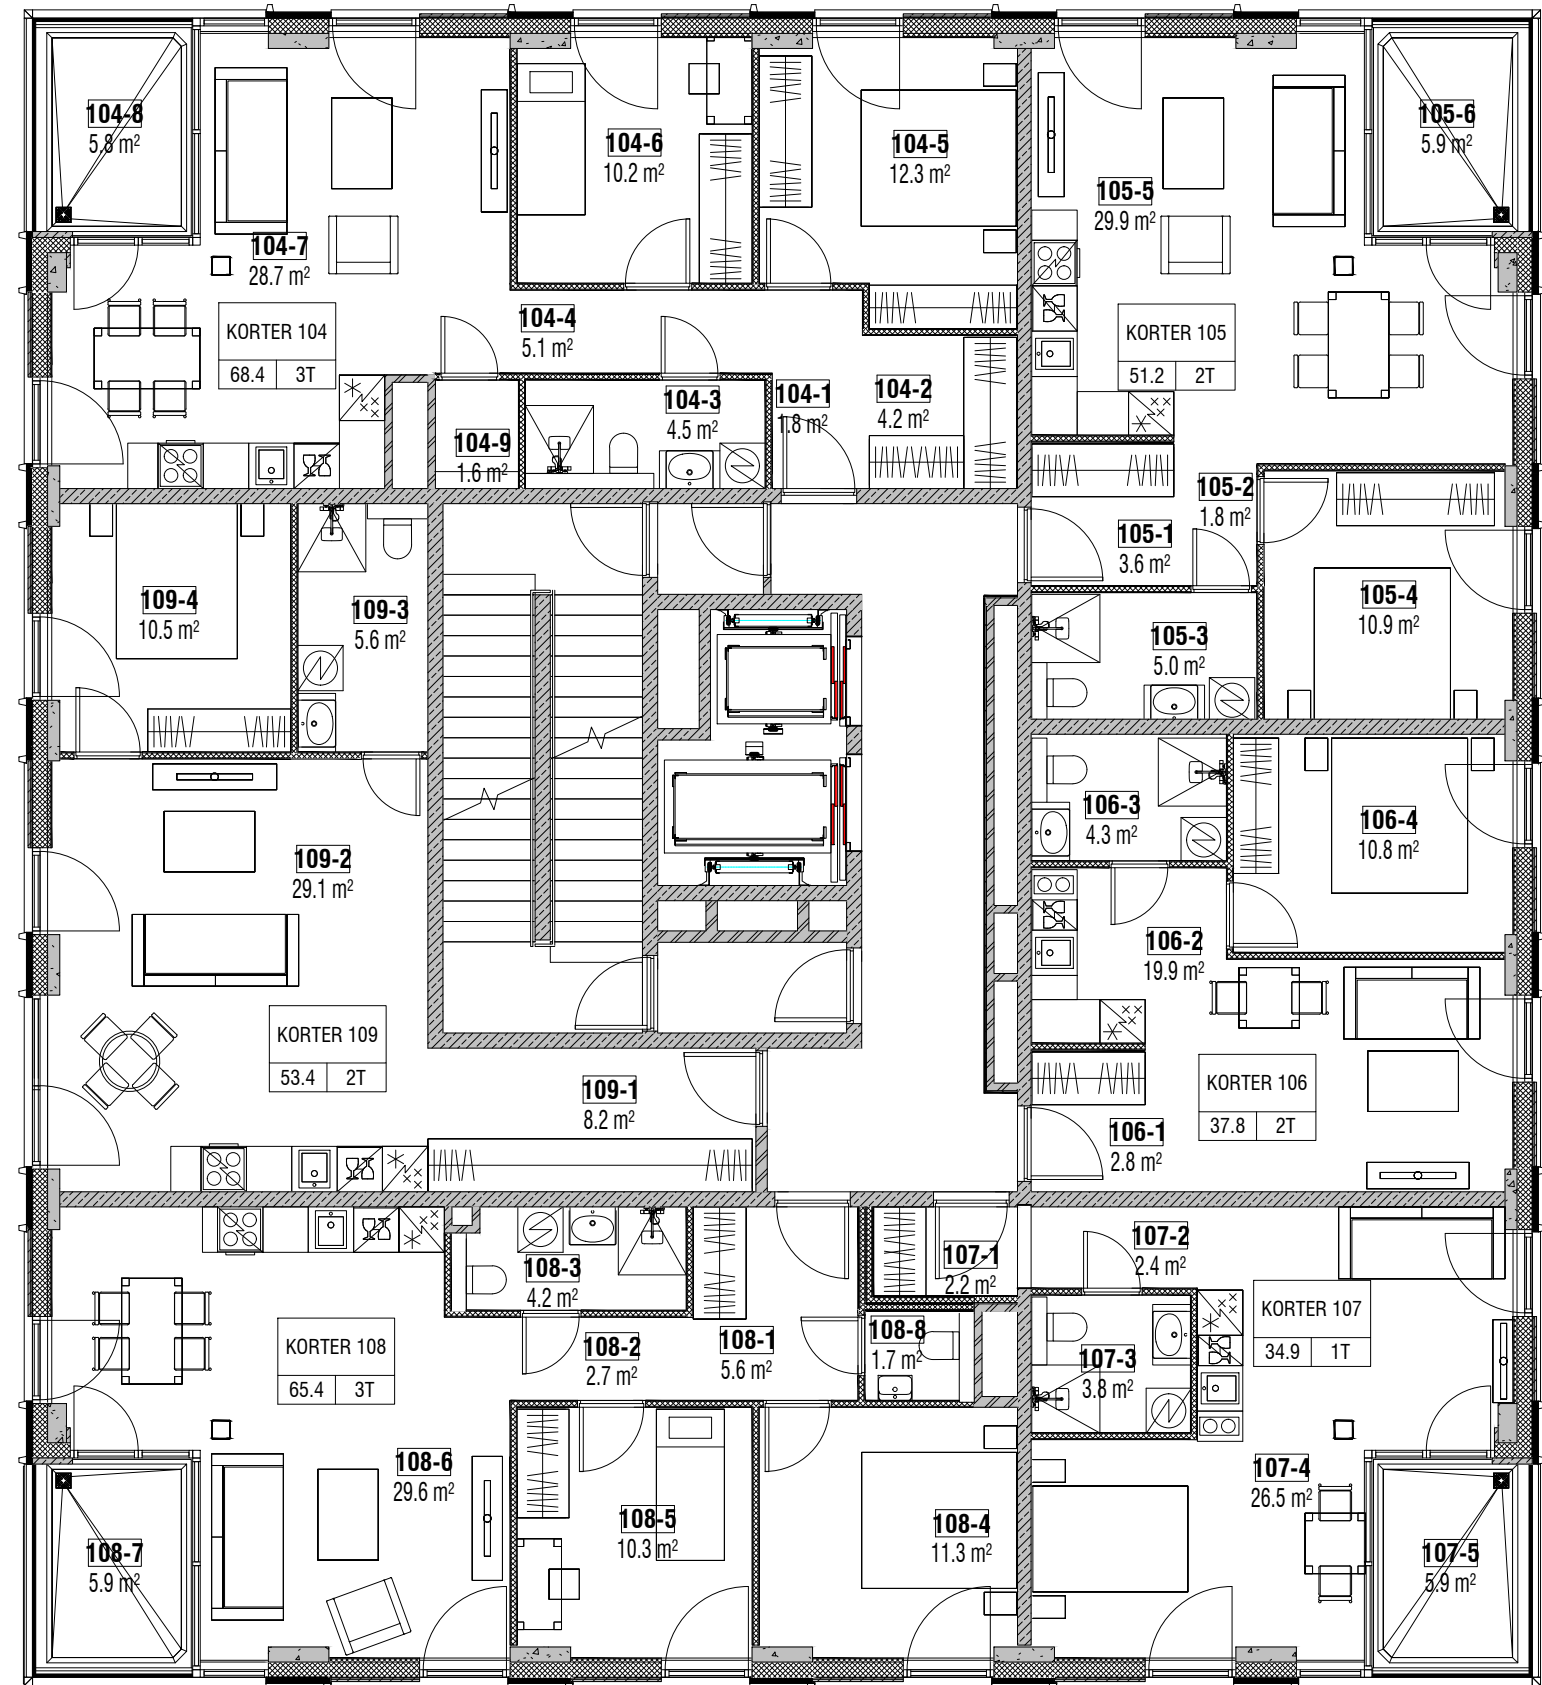 104-8
5.8 m²
104-7
28.7 m²
104-6
10.2 m²
104-5
12.3 m²
105-5
29.9 m²
105-6
5.9 m²
KORTER 104
68.4 3T
104-4
5.1 m²
104-9
1.6 m²
104-3
4.5 m²
104-1
1.8 m²
104-2
4.2 m²
KORTER 105
51.2 2T
105-2
1.8 m²
105-1
3.6 m²
105-4
10.9 m²
105-3
5.0 m²
109-4
10.5 m²
109-3
5.6 m²
109-2
29.1 m²
106-3
4.3 m²
106-4
10.8 m²
106-2
19.9 m²
KORTER 109
53.4 2T
109-1
8.2 m²
KORTER 106
37.8 2T
106-1
2.8 m²
108-3
4.2 m²
107-1
2.2 m²
107-2
2.4 m²
KORTER 107
34.9 1T
KORTER 108
65.4 3T
108-2
2.7 m²
108-1
5.6 m²
108-8
1.7 m²
107-3
3.8 m²
108-6
29.6 m²
107-4
26.5 m²
108-7
5.9 m²
108-5
10.3 m²
108-4
11.3 m²
107-5
5.9 m²